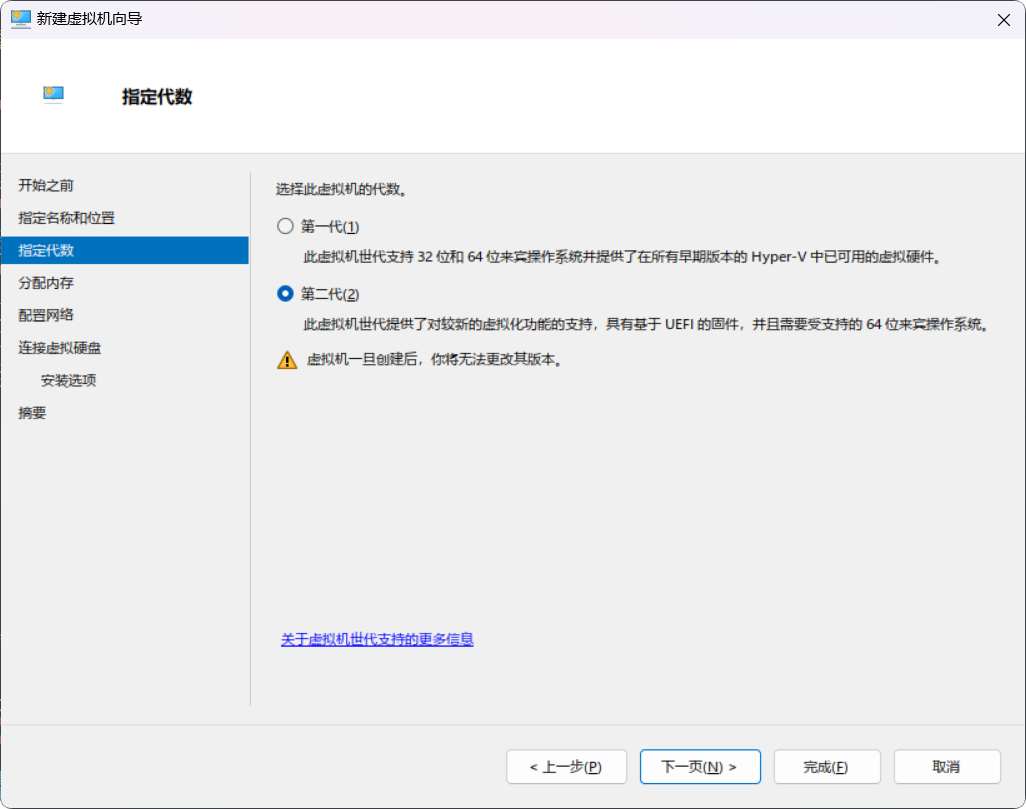 新建虚拟机向导
指定代数
开始之前
指定名称和位置
指定代数
分配内存
配置网络
连接虚拟硬盘
安装选项
摘要
选择此虚拟机的代数。
第一代(1)
此虚拟机世代支持 32 位和 64 位来宾操作系统并提供了在所有早期版本的 Hyper-V 中已可用的虚拟硬件。
第二代(2)
此虚拟机世代提供了对较新的虚拟化功能的支持，具有基于 UEFI 的固件，并且需要受支持的 64 位来宾操作系统。
虚拟机一旦创建后，你将无法更改其版本。
关于虚拟机世代支持的更多信息
< 上一步(P)
下一页(N) >
完成(F)
取消